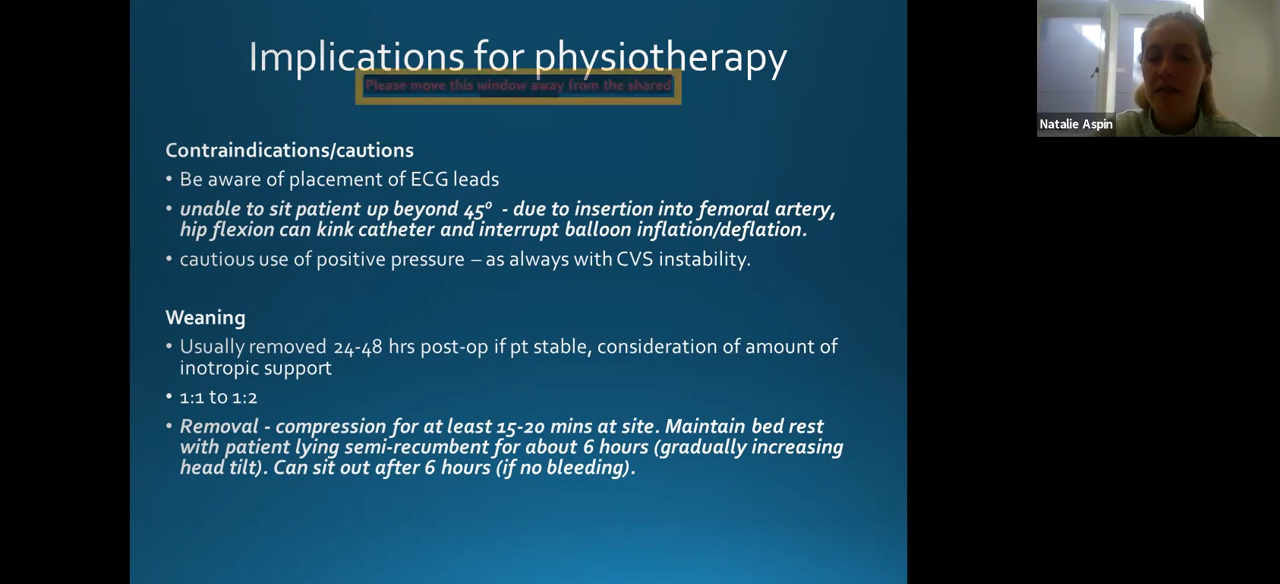 Implications for physiotherapy
Please move this window away from the shared
Contraindications/cautions
• Be aware of placement of ECG leads
• unable to sit patient up beyond 45° - due to insertion into femoral artery,
hip flexion can kink catheter and interrupt balloon inflation/deflation.
• cautious use of positive pressure – as always with CVS instability.
Weaning
• Usually removed 24-48 hrs post-op if pt stable, consideration of amount of
inotropic support
• 1:1 to 1:2
• Removal - compression for at least 15-20 mins at site. Maintain bed rest
with patient lying semi-recumbent for about 6 hours (gradually increasing
head tilt). Can sit out after 6 hours (if no bleeding).
Natalie Aspin